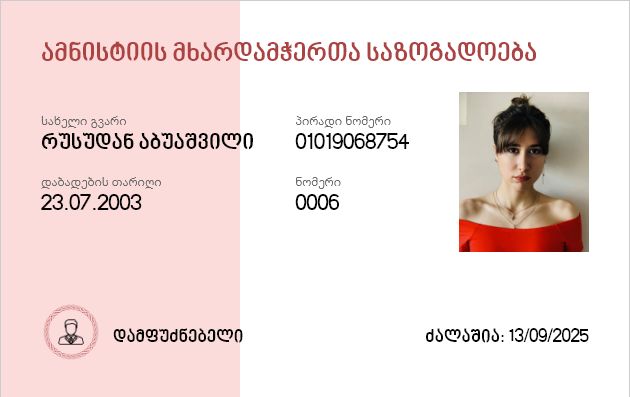 ამნისტიის მხარდამჭერთა საზოგადოება
სახელი გვარი
რუსუდან აბუაშვილი
პირადი ნომერი
01019068754
დაბადების თარიღი
23.07.2003
ნომერი
0006
დამფუძნებელი
ძალაშია: 13/09/2025